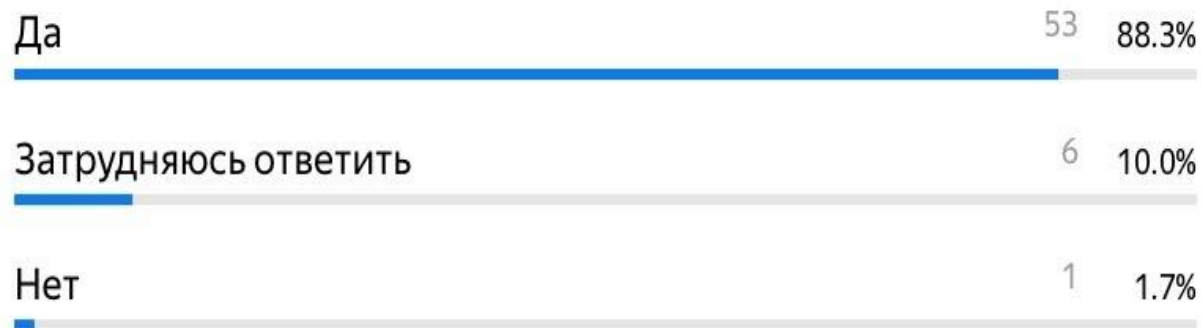 Да 53 88.3%
Затрудняюсь ответить 6 10.0%
Нет 1 1.7%